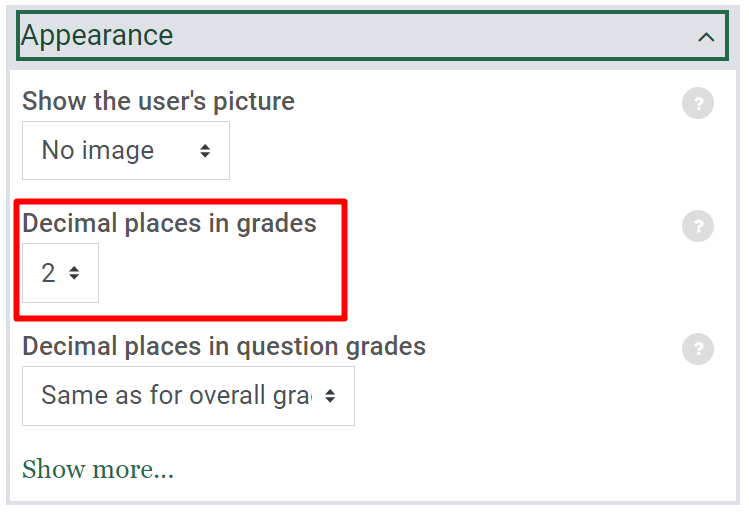 Appearance
Show the user's picture
?
No image
Decimal places in grades
?
2
Decimal places in question grades
?
Same as for overall gra
Show more...